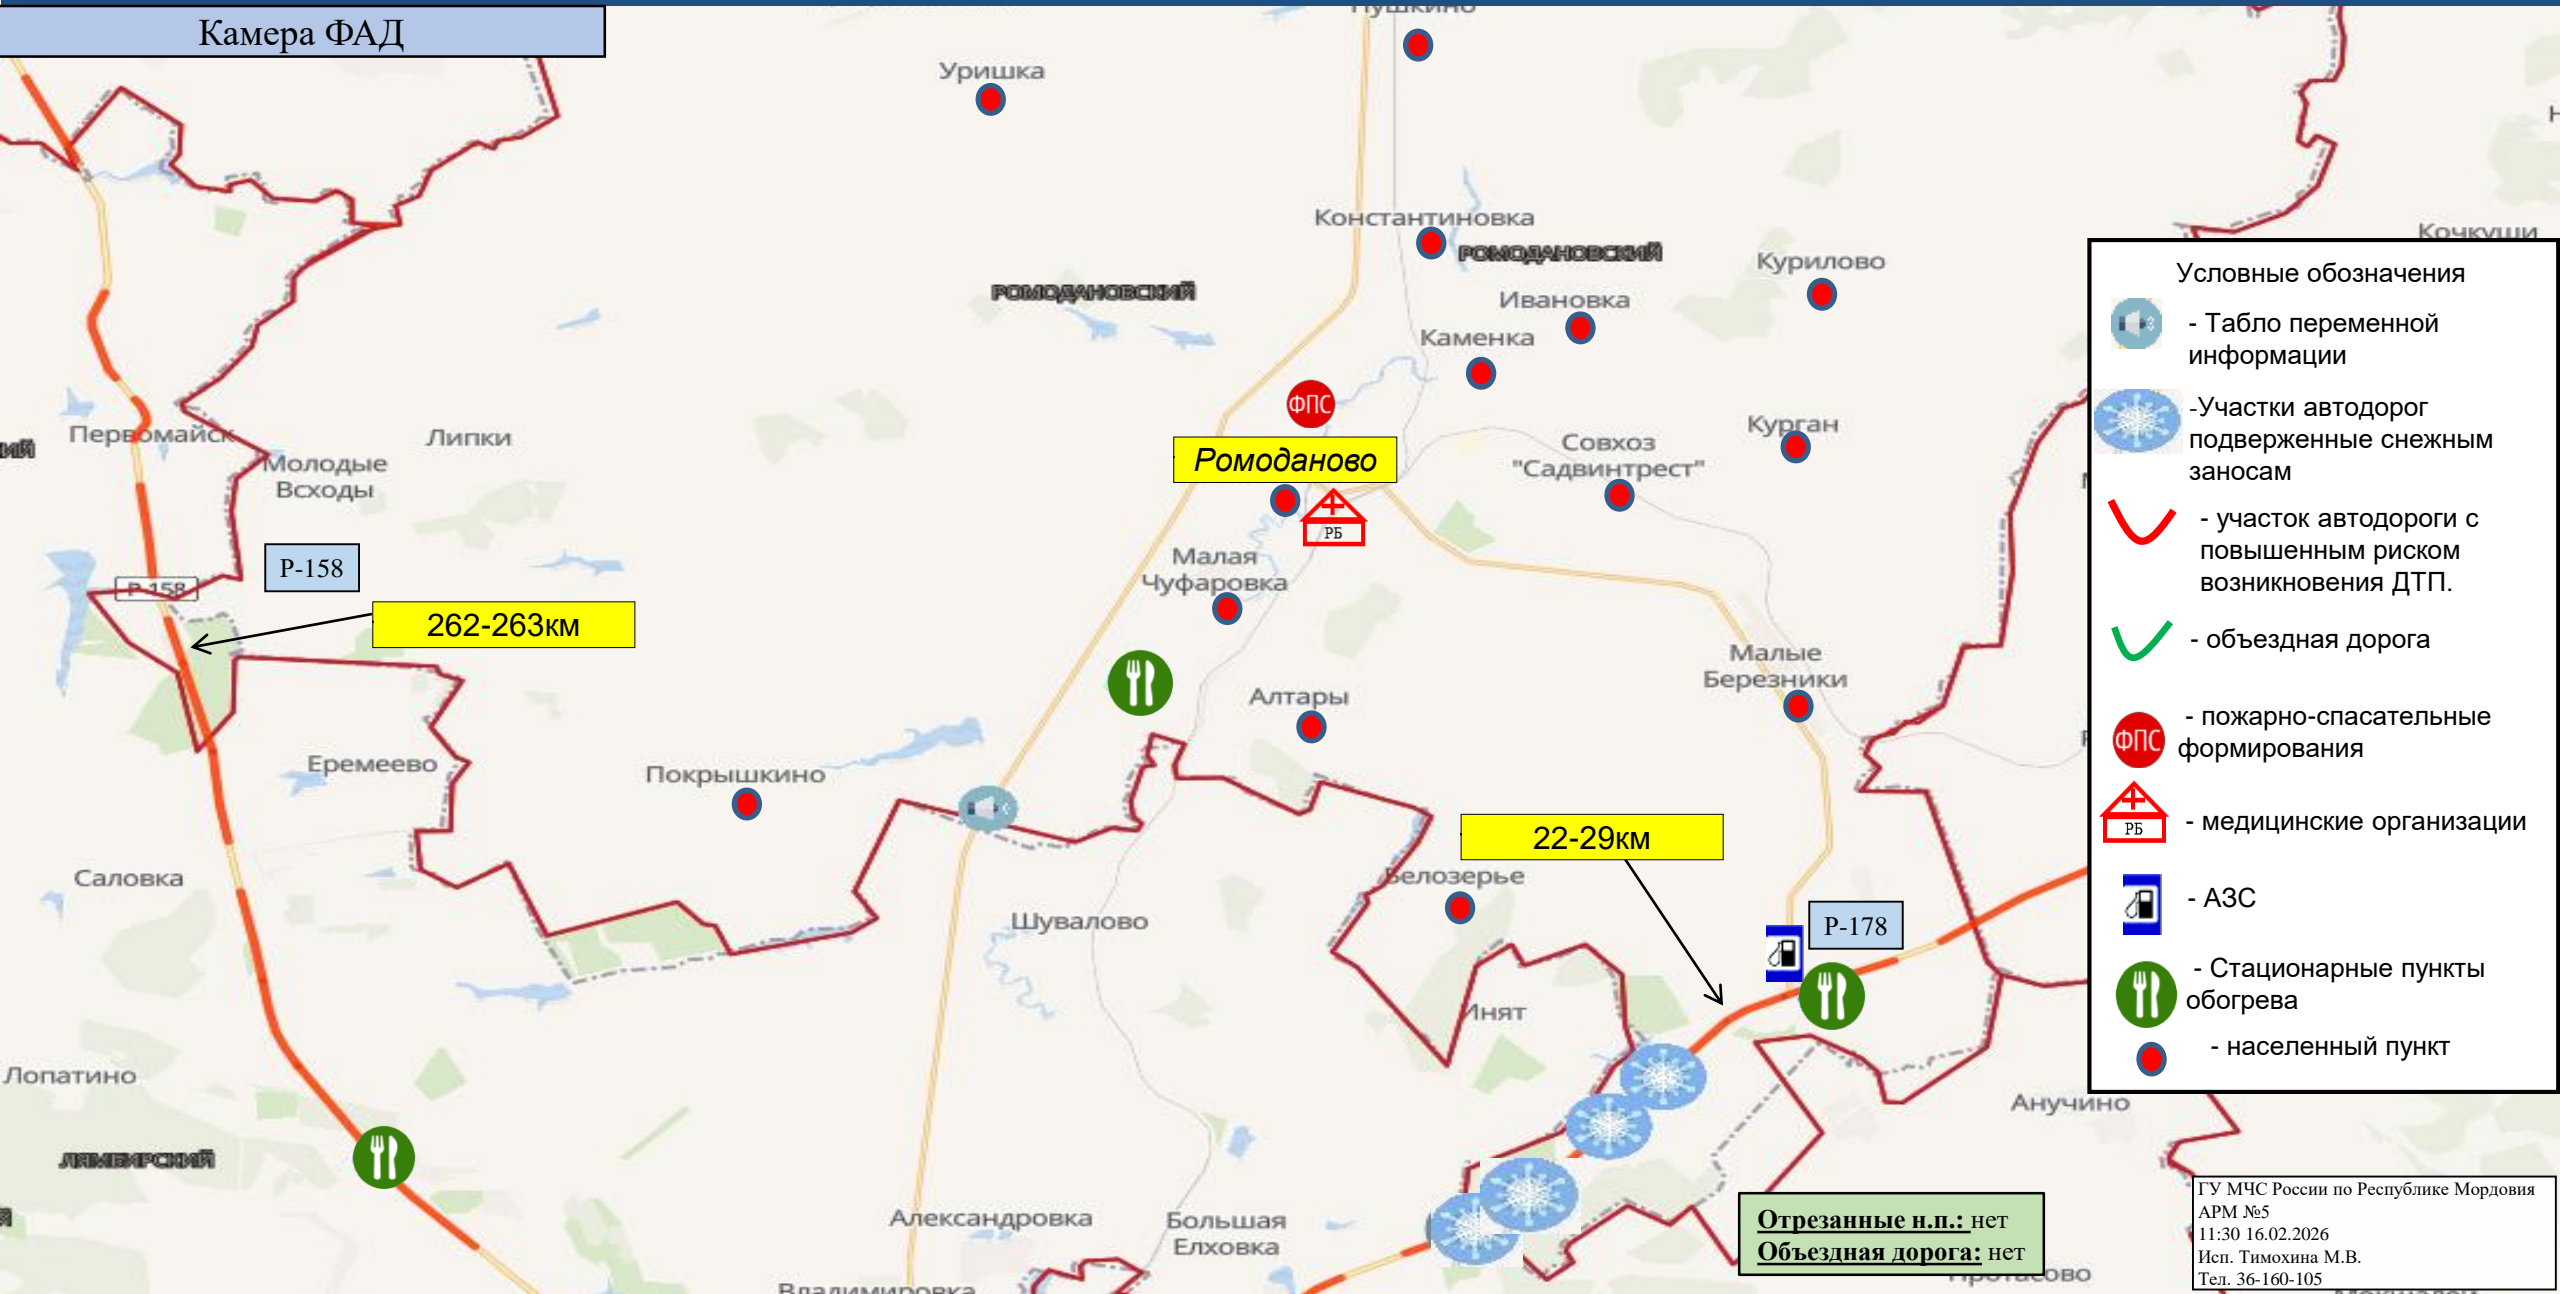 Камера ФАД
Уришка
Константиновка
РОМОДАНОВСКИЙ
РОМОДАНОВСКИЙ
Курилово
Ивановка
Каменка
Кочкуши
ФПС
Ромоданово
РБ
Совхоз
"Садвинтрест"
Курган
Первомайск
Липки
Молодые
Всходы
Р-158
Р-158
262-263км
Малая
Чуфаровка
Алтары
Малые
Березники
Еремеево
Покрышкино
22-29км
Белозерье
Саловка
Шувалово
Р-178
Инят
Лопатино
ЛЯМБИРСКИЙ
Анучино
Александровка
Большая
Елховка
Владимировка
Отрезанные н.п.: нет
Объездная дорога: нет
Условные обозначения
- Табло переменной
информации
-Участки автодорог
подверженные снежным
заносам
- участок автодороги с
повышенным риском
возникновения ДТП.
- объездная дорога
ФПС
- пожарно-спасательные
формирования
РБ
- медицинские организации
- АЗС
- Стационарные пункты
обогрева
- населенный пункт
ГУ МЧС России по Республике Мордовия
АРМ №5
11:30 16.02.2026
Исп. Тимохина М.В.
Тел. 36-160-105